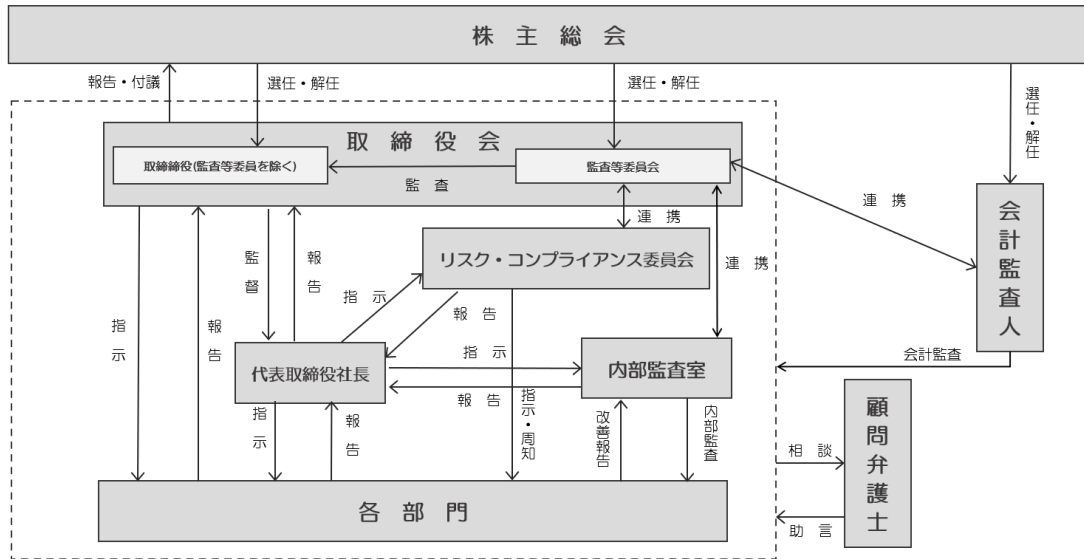 株主総会
報告・付議
選任・解任
選任・解任
選任・解任
取締役会
取締締役(監査等委員を除く)
監査等委員会
監査
連携
連携
連携
会計監査人
リスク・コンプライアンス委員会
監督
報告
指示
報告
指示
報告
代表取締役社長
指示
報告
内部監査室
会計監査
指示
報告
指示・周知
改善報告
内部監査
顧問弁護士
相談
助言
各部門